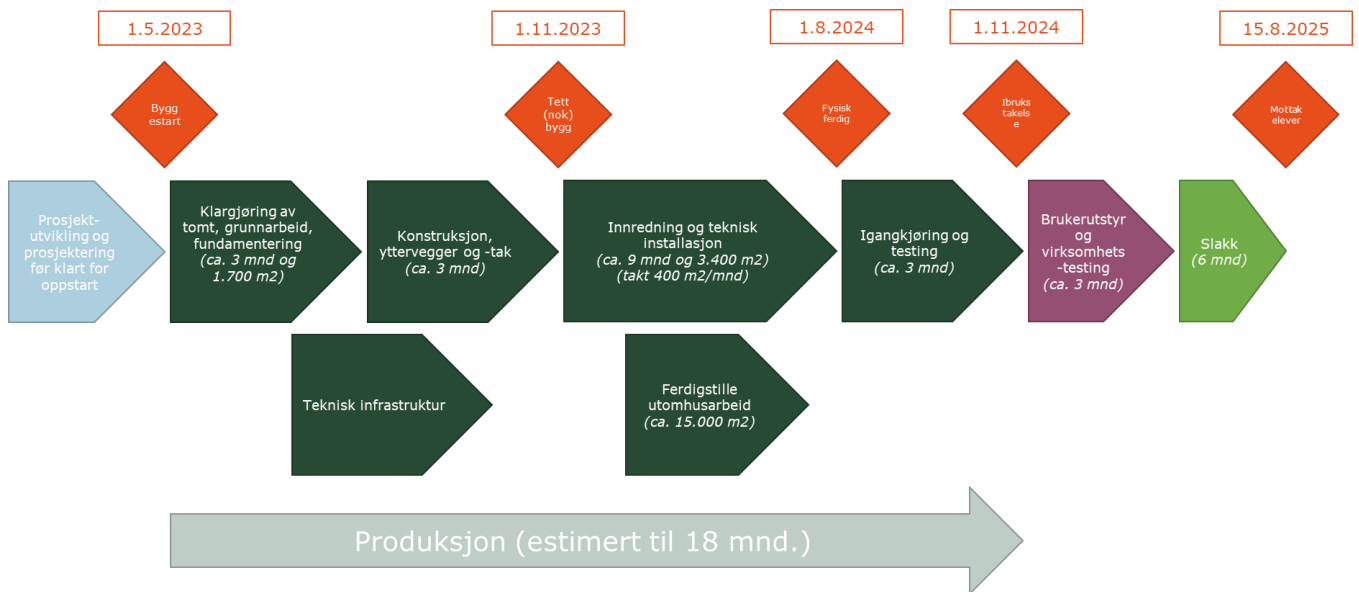 1.5.2023
1.11.2023
1.8.2024
1.11.2024
15.8.2025
Bygg
estart
Tett
(nok)
bygg
Fysisk
ferdig
Ibruks
takels
e
Mottak
elever
Prosjekt-
utvikling og
prosjektering
før klart for
oppstart
Klargjøring av
tomt, grunnarbeid,
fundamentering
(ca. 3 mnd og
1.700 m2)
Konstruksjon,
yttervegger og -tak
(ca. 3 mnd)
Innredning og teknisk
installasjon
(ca. 9 mnd og 3.400 m2)
(takt 400 m2/mnd)
Igangkjøring og
testing
(ca. 3 mnd)
Brukerutstyr
og
virksomhets
-testing
(ca. 3 mnd)
Slakk
(6 mnd)
Teknisk infrastruktur
Ferdigstille
utomhusarbeid
(ca. 15.000 m2)
Produksjon (estimert til 18 mnd.)